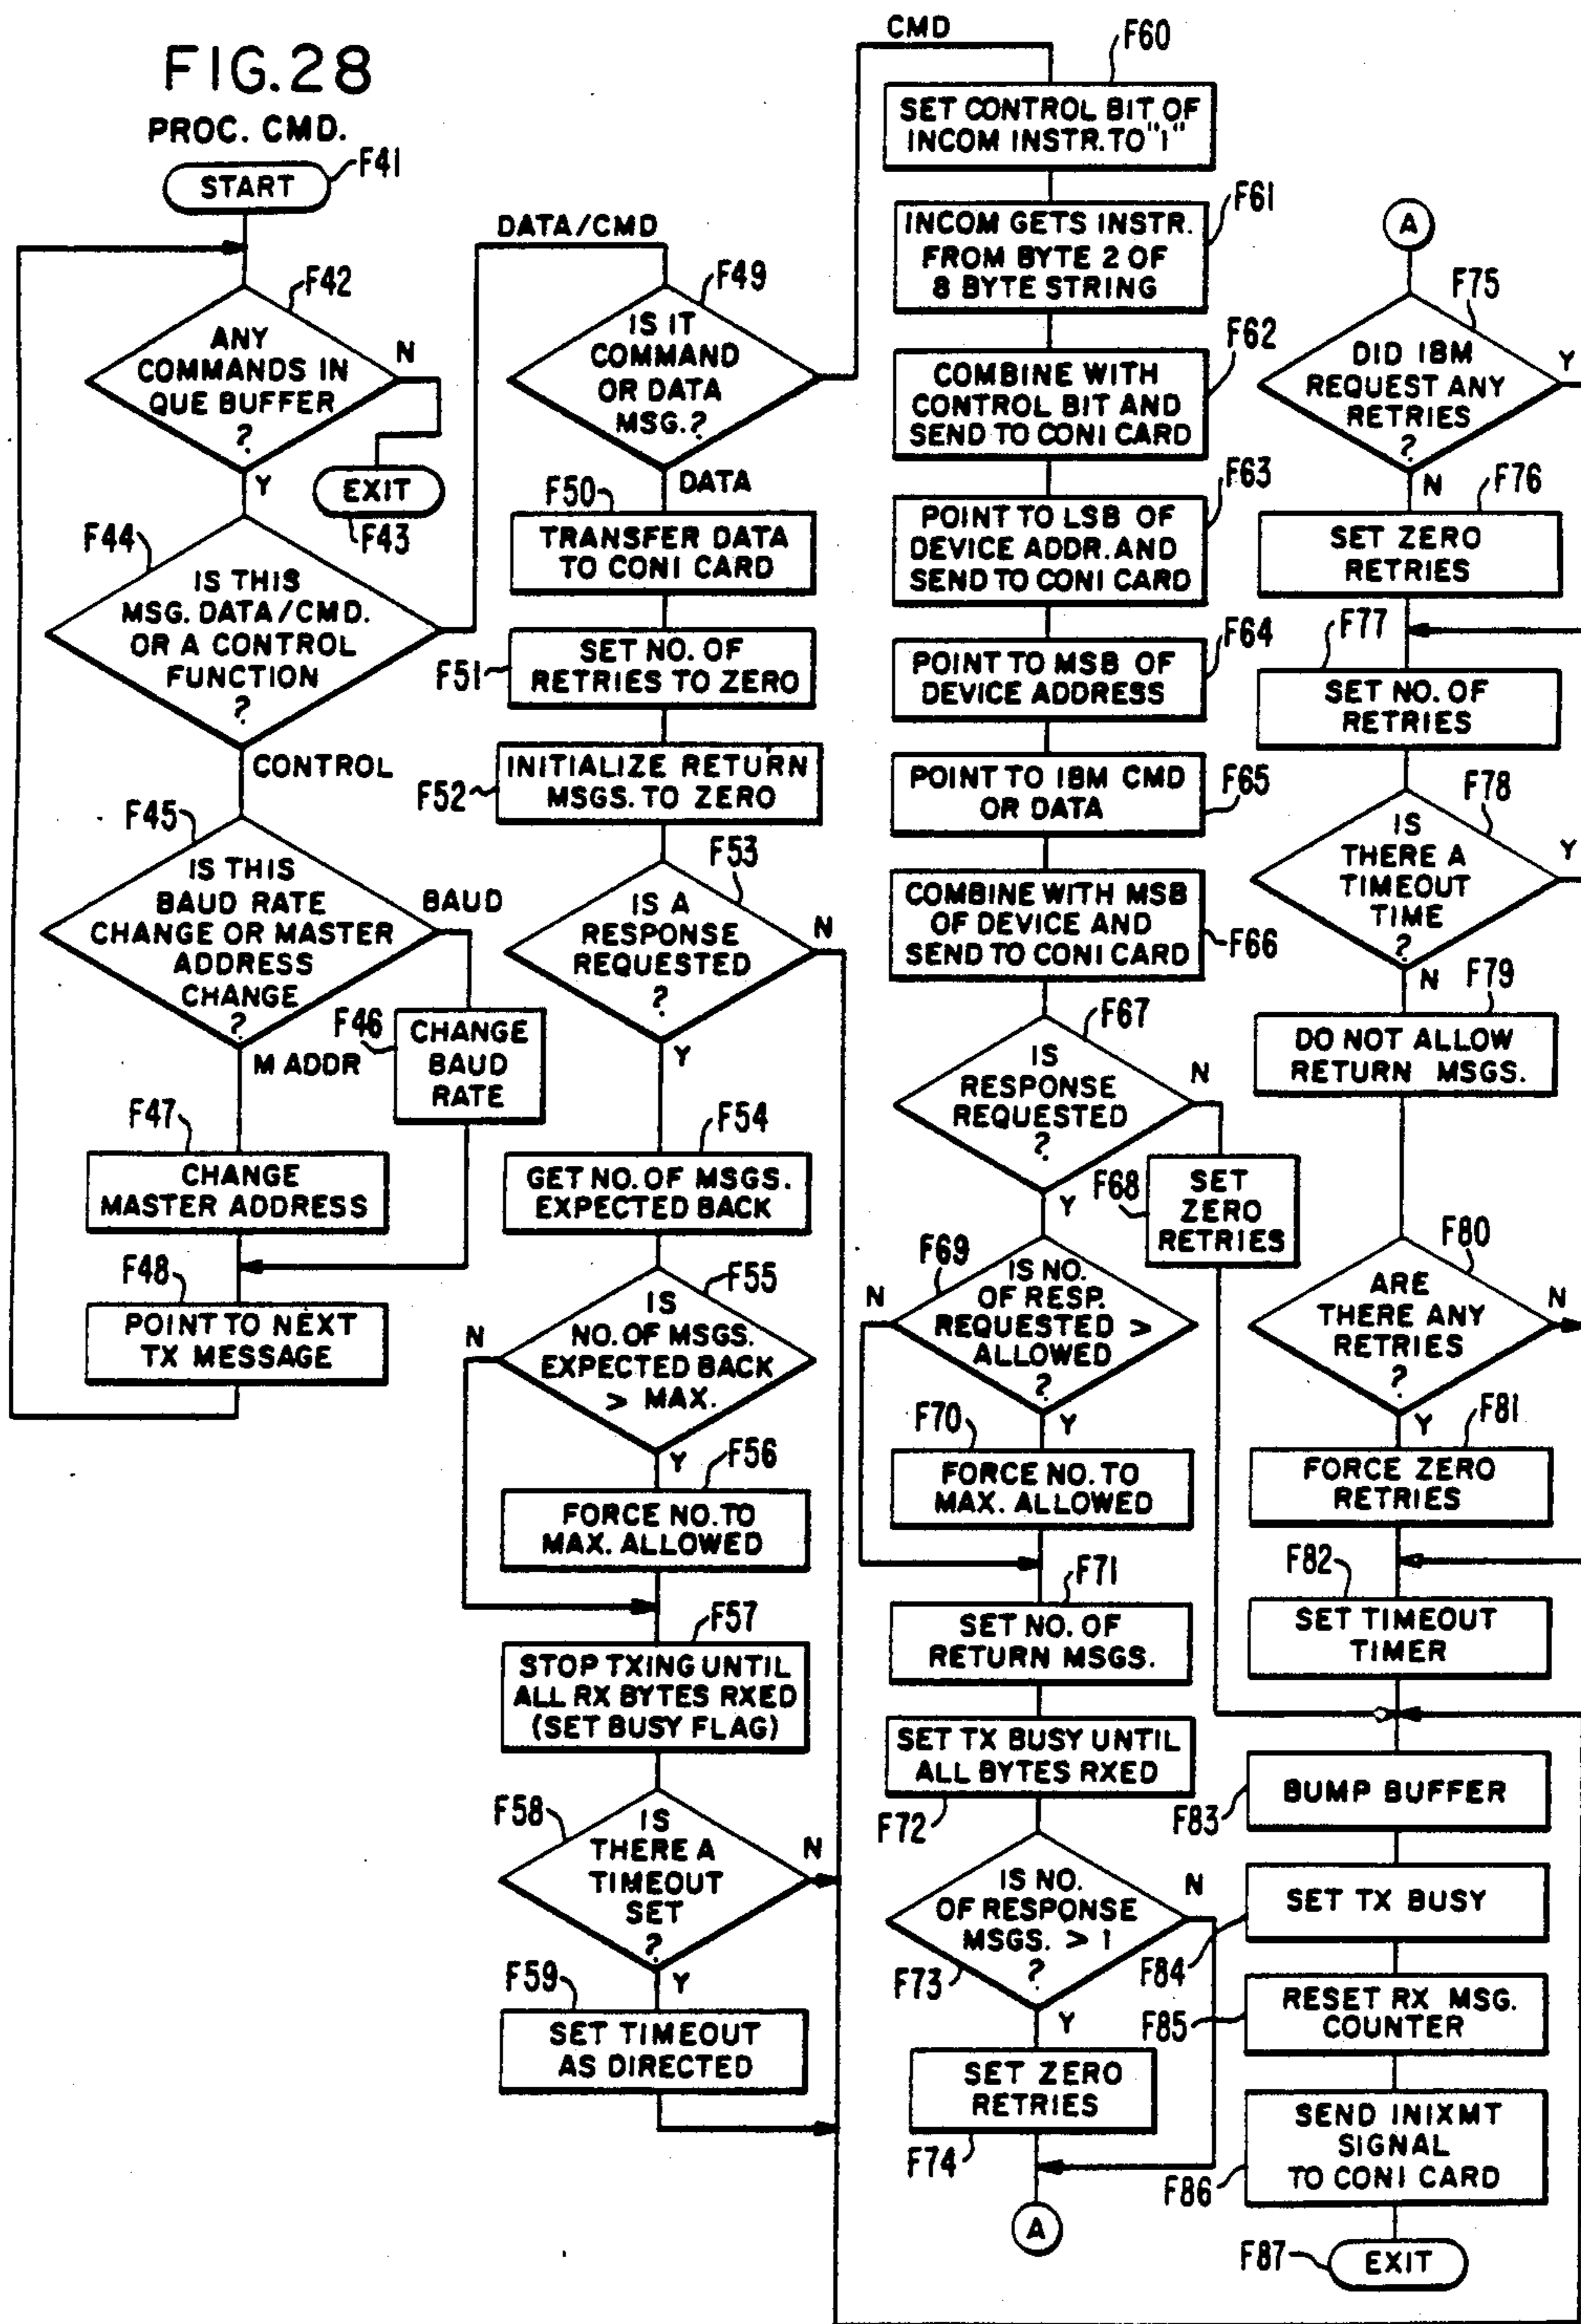 FIG.28
PROC. CMD.
F41
START
F42
ANY
COMMANDS IN
QUE BUFFER
?
N
Y
EXIT
F43
F44
IS THIS
MSG. DATA/CMD.
OR A CONTROL
FUNCTION
?
DATA/CMD
CONTROL
F45
IS THIS
BAUD RATE
CHANGE OR MASTER
ADDRESS
CHANGE
?
BAUD
M ADDR
F46
CHANGE
BAUD
RATE
F47
CHANGE
MASTER ADDRESS
F48
POINT TO NEXT
TX MESSAGE
F49
IS IT
COMMAND
OR DATA
MSG.?
CMD
DATA
F50
TRANSFER DATA
TO CONI CARD
F51
SET NO. OF
RETRIES TO ZERO
F52
INITIALIZE RETURN
MSGS. TO ZERO
F53
IS A
RESPONSE
REQUESTED
?
N
Y
F54
GET NO. OF MSGS.
EXPECTED BACK
F55
IS
NO. OF MSGS.
EXPECTED BACK
> MAX.
N
Y
F56
FORCE NO. TO
MAX. ALLOWED
F57
STOP TXING UNTIL
ALL RX BYTES RXED
(SET BUSY FLAG)
F58
IS
THERE A
TIMEOUT
SET
?
N
Y
F59
SET TIMEOUT
AS DIRECTED
F60
SET CONTROL BIT OF
INCOM INSTR. TO "1"
F61
INCOM GETS INSTR.
FROM BYTE 2 OF
8 BYTE STRING
F62
COMBINE WITH
CONTROL BIT AND
SEND TO CONI CARD
F63
POINT TO LSB OF
DEVICE ADDR. AND
SEND TO CONI CARD
F64
POINT TO MSB OF
DEVICE ADDRESS
F65
POINT TO IBM CMD
OR DATA
F66
COMBINE WITH MSB
OF DEVICE AND
SEND TO CONI CARD
F67
IS
RESPONSE
REQUESTED
?
N
Y
F68
SET
ZERO
RETRIES
F69
IS NO.
OF RESP.
REQUESTED >
ALLOWED
?
N
Y
F70
FORCE NO. TO
MAX. ALLOWED
F71
SET NO. OF
RETURN MSGS.
F72
SET TX BUSY UNTIL
ALL BYTES RXED
F73
IS NO.
OF RESPONSE
MSGS. > 1
?
N
Y
F74
SET ZERO
RETRIES
A
A
F75
DID IBM
REQUEST ANY
RETRIES
?
Y
N
F76
SET ZERO
RETRIES
F77
SET NO. OF
RETRIES
F78
IS
THERE A
TIMEOUT
TIME
?
Y
N
F79
DO NOT ALLOW
RETURN MSGS.
F80
ARE
THERE ANY
RETRIES
?
N
Y
F81
FORCE ZERO
RETRIES
F82
SET TIMEOUT
TIMER
F83
BUMP BUFFER
F84
SET TX BUSY
F85
RESET RX MSG.
COUNTER
F86
SEND INIXMT
SIGNAL
TO CONI CARD
F87
EXIT